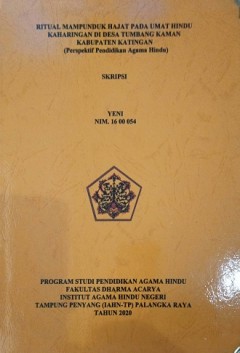 RITUAL MAMPUNDUK HAJAT PADA UMAT HINDU
KAHARINGAN DI DESA TUMBANG KAMAN
KABUPATEN KATINGAN
(Perspektif Pendidikan Agama Hindu)
SKRIPSI
YENI
NIM. 16 00 054
PROGRAM STUDI PENDIDIKAN AGAMA HINDU
FAKULTAS DHARMA ACARYA
INSTITUT AGAMA HINDU NEGERI
TAMPUNG PENYANG (IAHN-TP) PALANGKA RAYA
TAHUN 2020